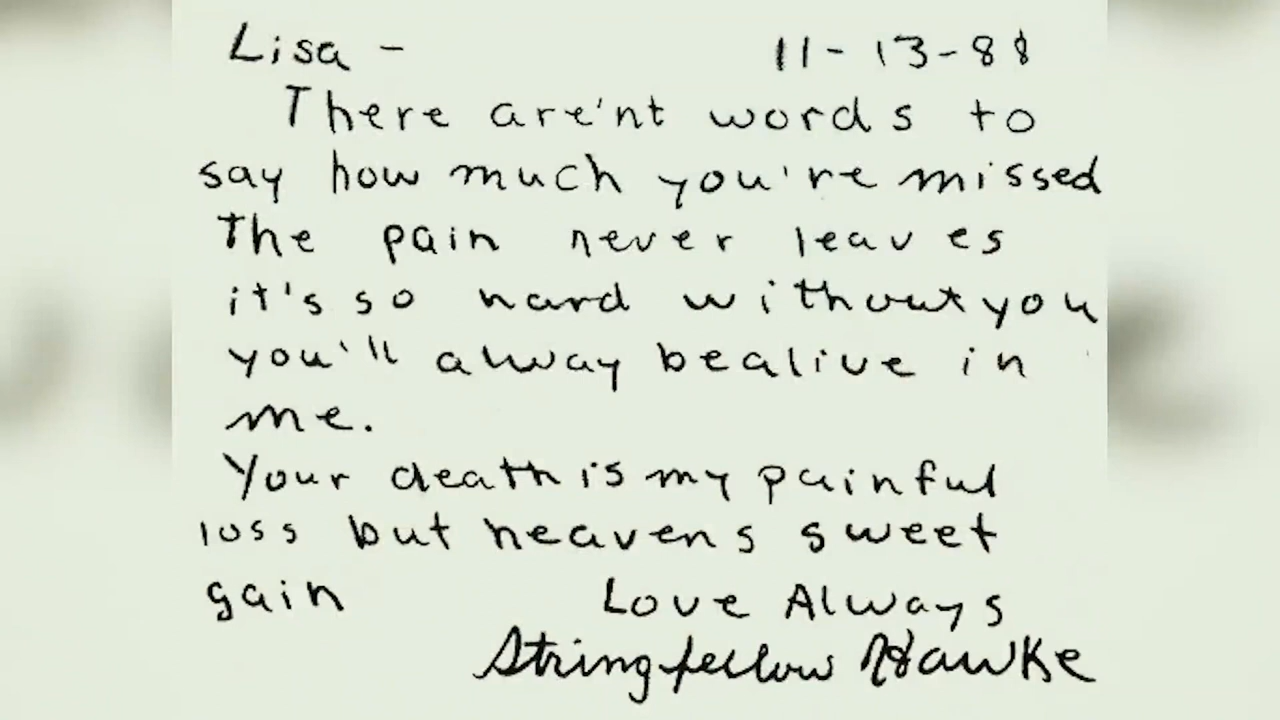 Lisa - 11-13-88
There are'nt words to
say how much you're missed
The pain never leaves
it's so hard without you
you'll alway be alive in
me.
Your death is my painful
loss but heavens sweet
gain Love Always
Stringfellow Hawke